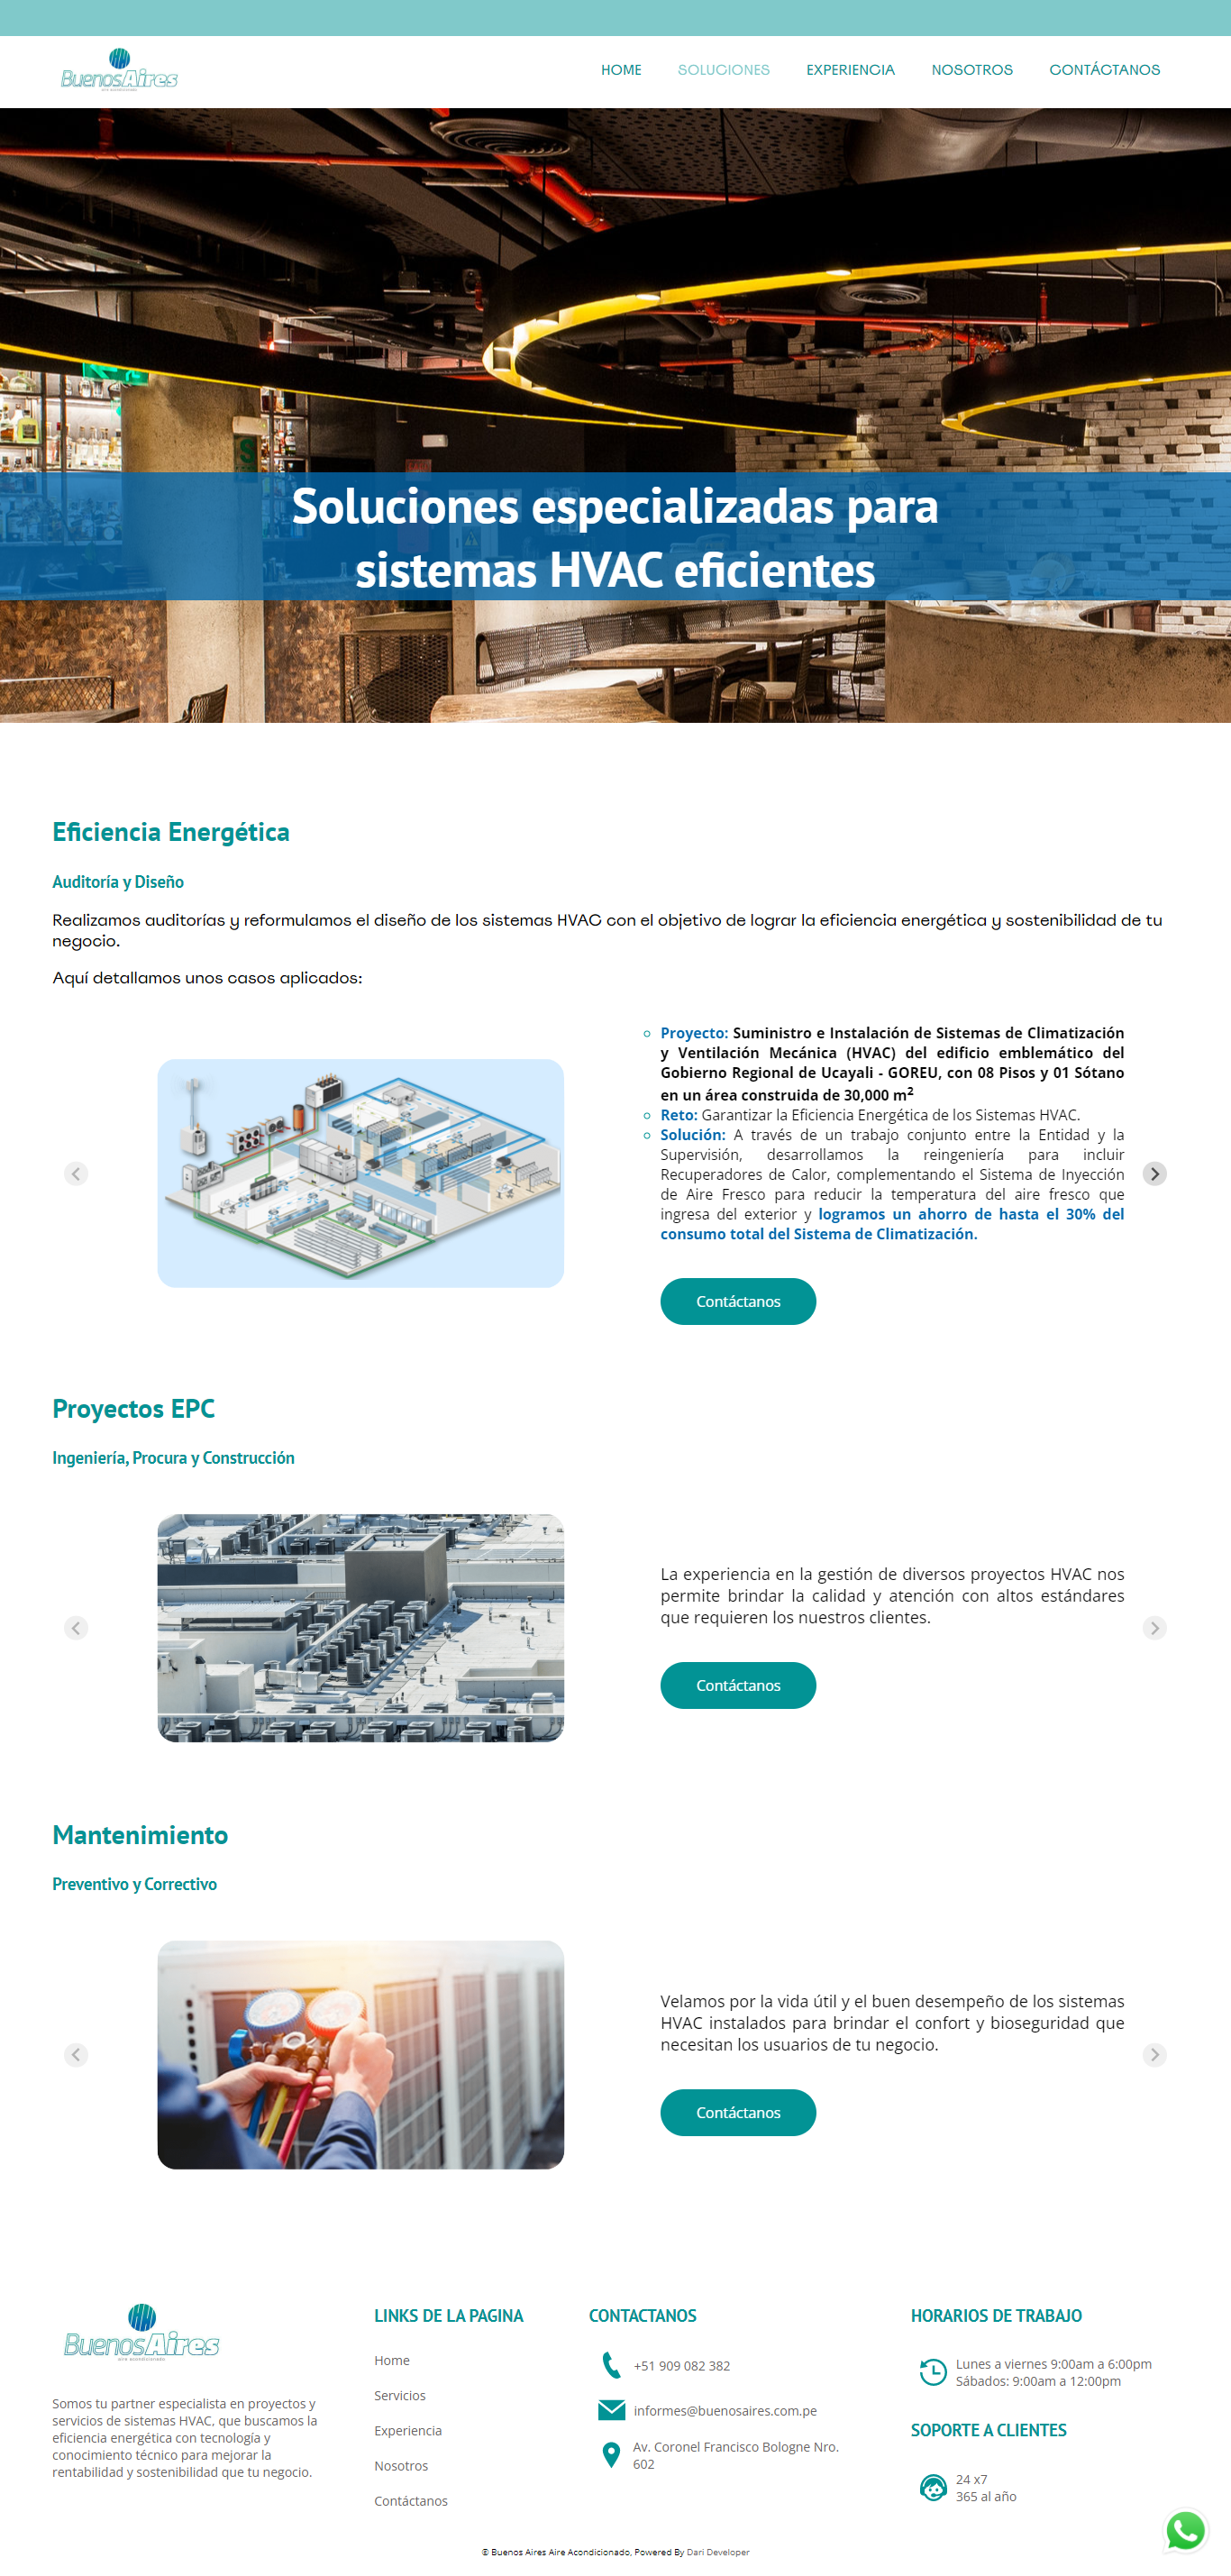 BuenosAires
aire acondicionado
HOME
SOLUCIONES
EXPERIENCIA
NOSOTROS
CONTÁCTANOS
Soluciones especializadas para
sistemas HVAC eficientes
Eficiencia Energética
Auditoría y Diseño
Realizamos auditorías y reformulamos el diseño de los sistemas HVAC con el objetivo de lograr la eficiencia energética y sostenibilidad de tu
negocio.
Aquí detallamos unos casos aplicados:
Proyecto: Suministro e Instalación de Sistemas de Climatización
y Ventilación Mecánica (HVAC) del edificio emblemático del
Gobierno Regional de Ucayali - GOREU, con 08 Pisos y 01 Sótano
en un área construida de 30,000 m²
Reto: Garantizar la Eficiencia Energética de los Sistemas HVAC.
Solución: A través de un trabajo conjunto entre la Entidad y la
Supervisión, desarrollamos la reingeniería para incluir
Recuperadores de Calor, complementando el Sistema de Inyección
de Aire Fresco para reducir la temperatura del aire fresco que
ingresa del exterior y logramos un ahorro de hasta el 30% del
consumo total del Sistema de Climatización.
Contáctanos
Proyectos EPC
Ingeniería, Procura y Construcción
La experiencia en la gestión de diversos proyectos HVAC nos
permite brindar la calidad y atención con altos estándares
que requieren los nuestros clientes.
Contáctanos
Mantenimiento
Preventivo y Correctivo
Velamos por la vida útil y el buen desempeño de los sistemas
HVAC instalados para brindar el confort y bioseguridad que
necesitan los usuarios de tu negocio.
Contáctanos
BuenosAires
aire acondicionado
Somos tu partner especialista en proyectos y
servicios de sistemas HVAC, que buscamos la
eficiencia energética con tecnología y
conocimiento técnico para mejorar la
rentabilidad y sostenibilidad que tu negocio.
LINKS DE LA PAGINA
Home
Servicios
Experiencia
Nosotros
Contáctanos
CONTACTANOS
+51 909 082 382
informes@buenosaires.com.pe
Av. Coronel Francisco Bologne Nro.
602
HORARIOS DE TRABAJO
Lunes a viernes 9:00am a 6:00pm
Sábados: 9:00am a 12:00pm
SOPORTE A CLIENTES
24 x7
365 al año
© Buenos Aires Aire Acondicionado, Powered By Dari Developer